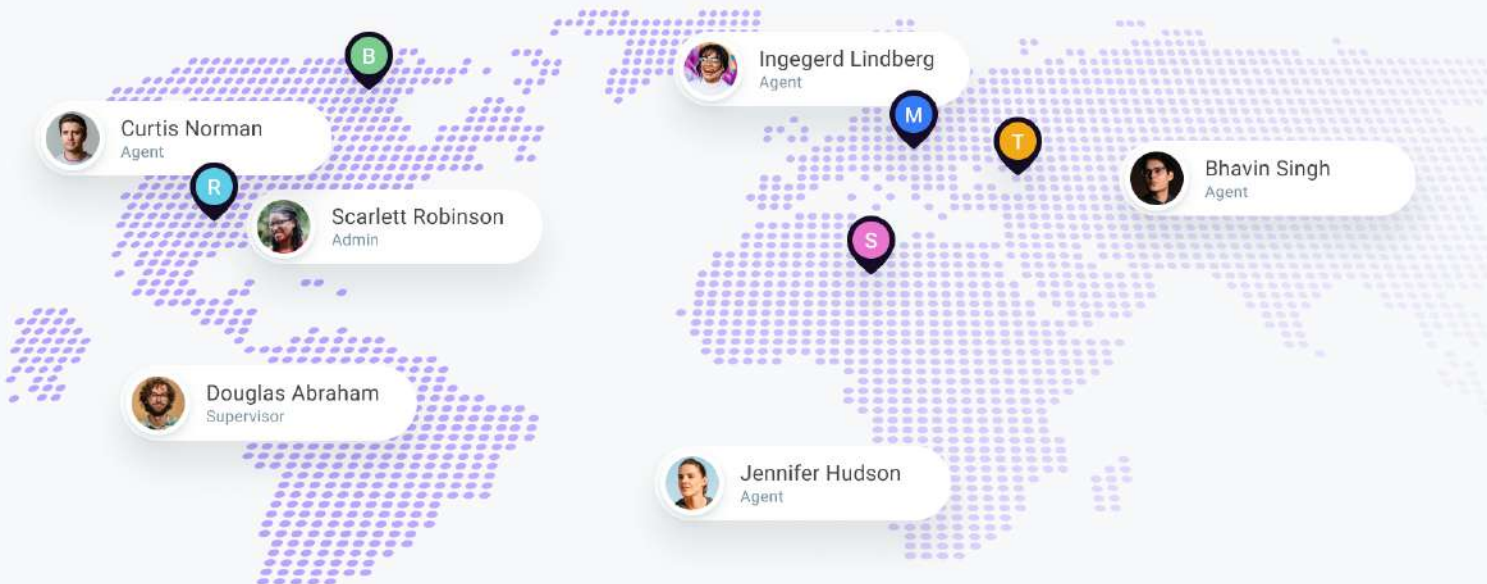 B
Ingegerd Lindberg
Agent
M
Curtis Norman
Agent
T
Bhavin Singh
Agent
R
Scarlett Robinson
Admin
S
Douglas Abraham
Supervisor
Jennifer Hudson
Agent